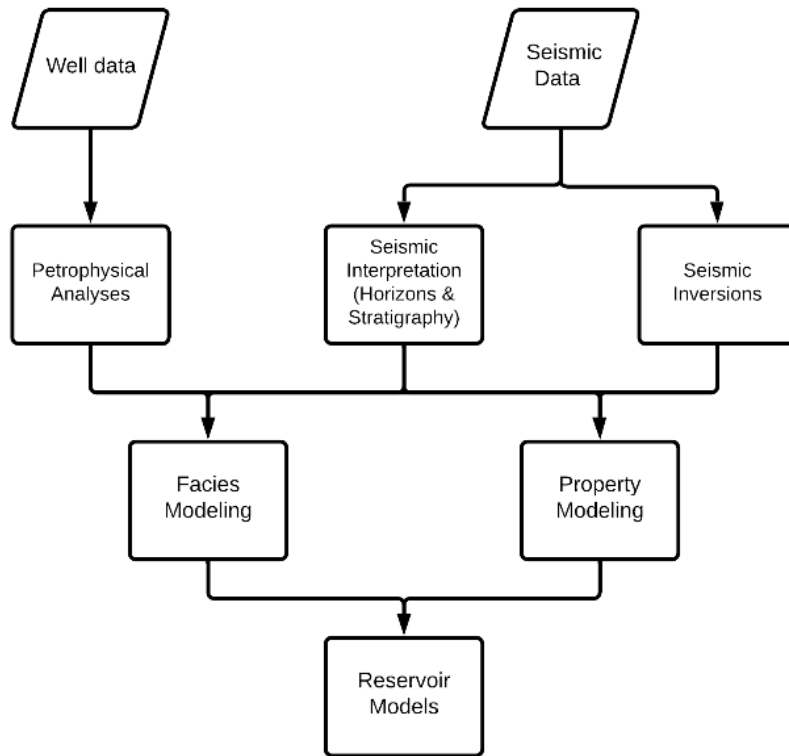 Well data
Seismic
Data
Petrophysical
Analyses
Seismic
Interpretation
(Horizons &
Stratigraphy)
Seismic
Inversions
Facies
Modeling
Property
Modeling
Reservoir
Models